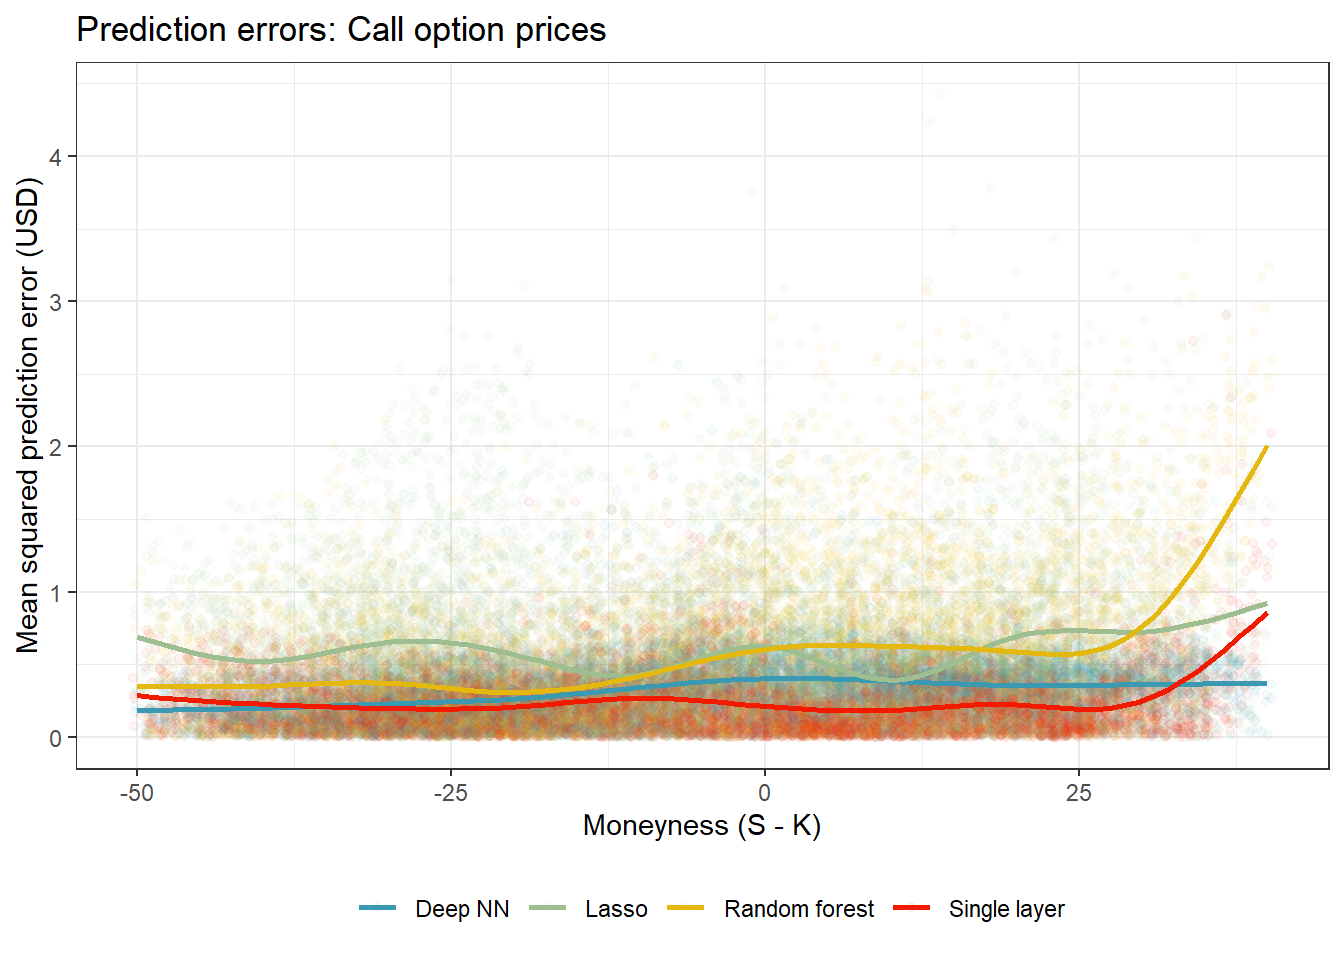 Prediction errors: Call option prices
Mean squared prediction error (USD)
4
3
2
1
0
-50 -25 0 25
Moneyness (S - K)
Deep NN Lasso Random forest Single layer